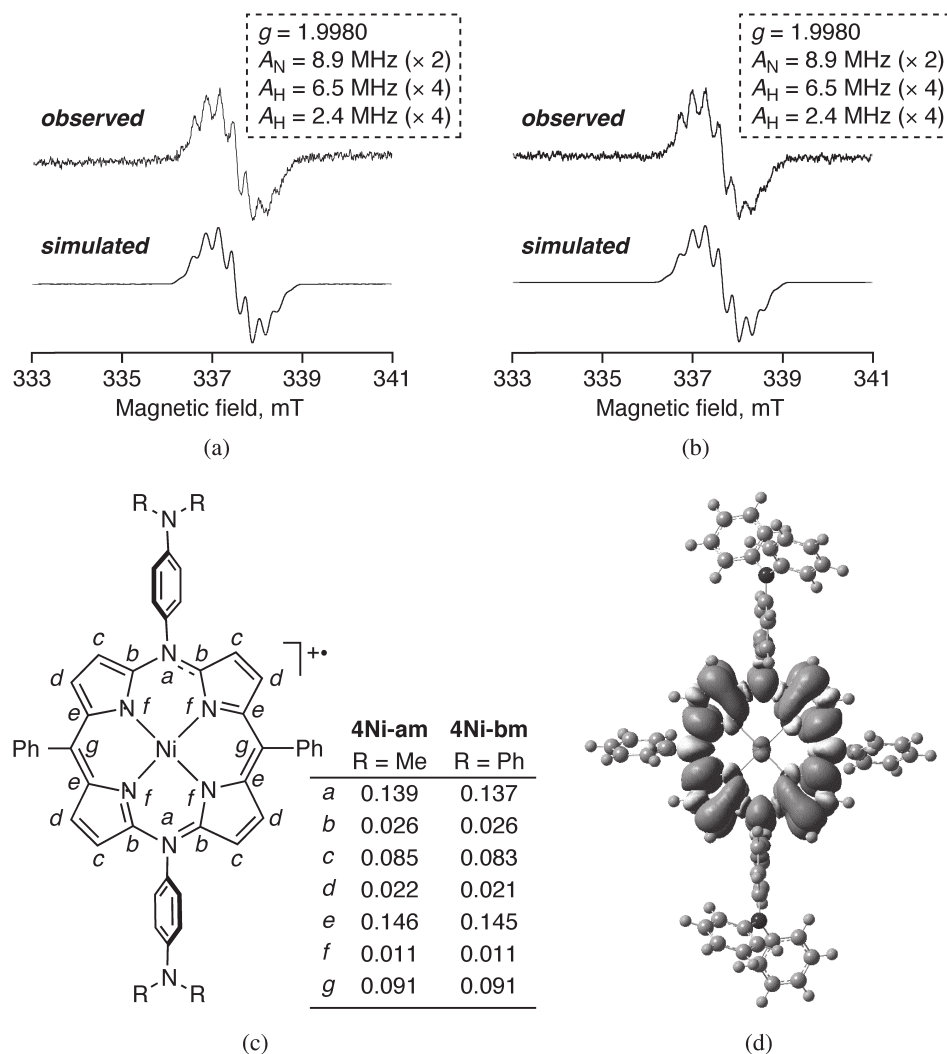 g = 1.9980
A_N = 8.9 MHz (× 2)
A_H = 6.5 MHz (× 4)
A_H = 2.4 MHz (× 4)
observed
simulated
333 335 337 339 341
Magnetic field, mT
(a)
g = 1.9980
A_N = 8.9 MHz (× 2)
A_H = 6.5 MHz (× 4)
A_H = 2.4 MHz (× 4)
observed
simulated
333 335 337 339 341
Magnetic field, mT
(b)
R R
N
c b N b c
a
d d
+•
e N f f N e
Ph g Ni g Ph
e N f f N e
d a d
c b N b c
N
R R
(c)
4Ni-am 4Ni-bm
R = Me R = Ph
a 0.139 0.137
b 0.026 0.026
c 0.085 0.083
d 0.022 0.021
e 0.146 0.145
f 0.011 0.011
g 0.091 0.091
(d)